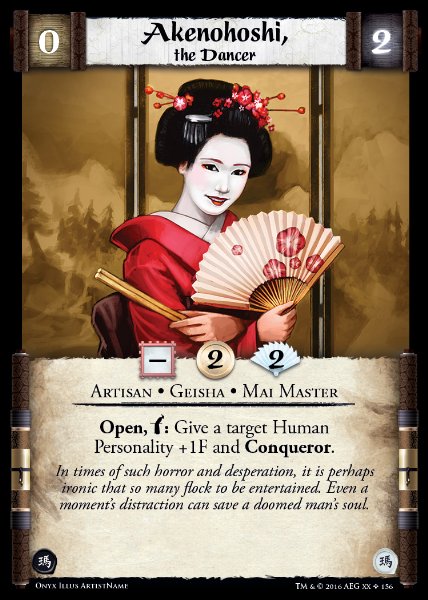 0
Akenohoshi,
the Dancer
2
– 2 2
Artisan • Geisha • Mai Master
Open, : Give a target Human
Personality +1F and Conqueror.
In times of such horror and desperation, it is perhaps
ironic that so many flock to be entertained. Even a
moment's distraction can save a doomed man's soul.
瑪 瑪
Onyx Illus ArtistName
TM & © 2016 AEG XX ❖ 156